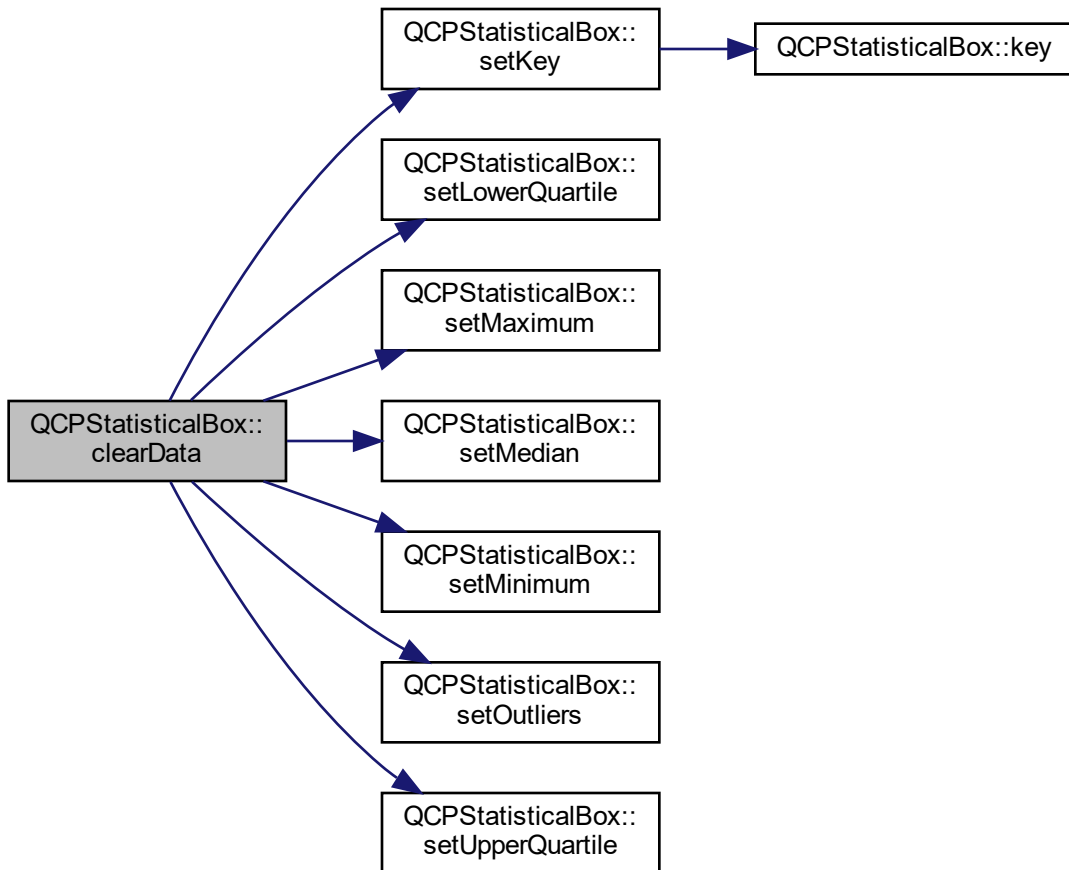 QCPStatisticalBox::
setKey
QCPStatisticalBox::key
QCPStatisticalBox::
setLowerQuartile
QCPStatisticalBox::
setMaximum
QCPStatisticalBox::
clearData
QCPStatisticalBox::
setMedian
QCPStatisticalBox::
setMinimum
QCPStatisticalBox::
setOutliers
QCPStatisticalBox::
setUpperQuartile